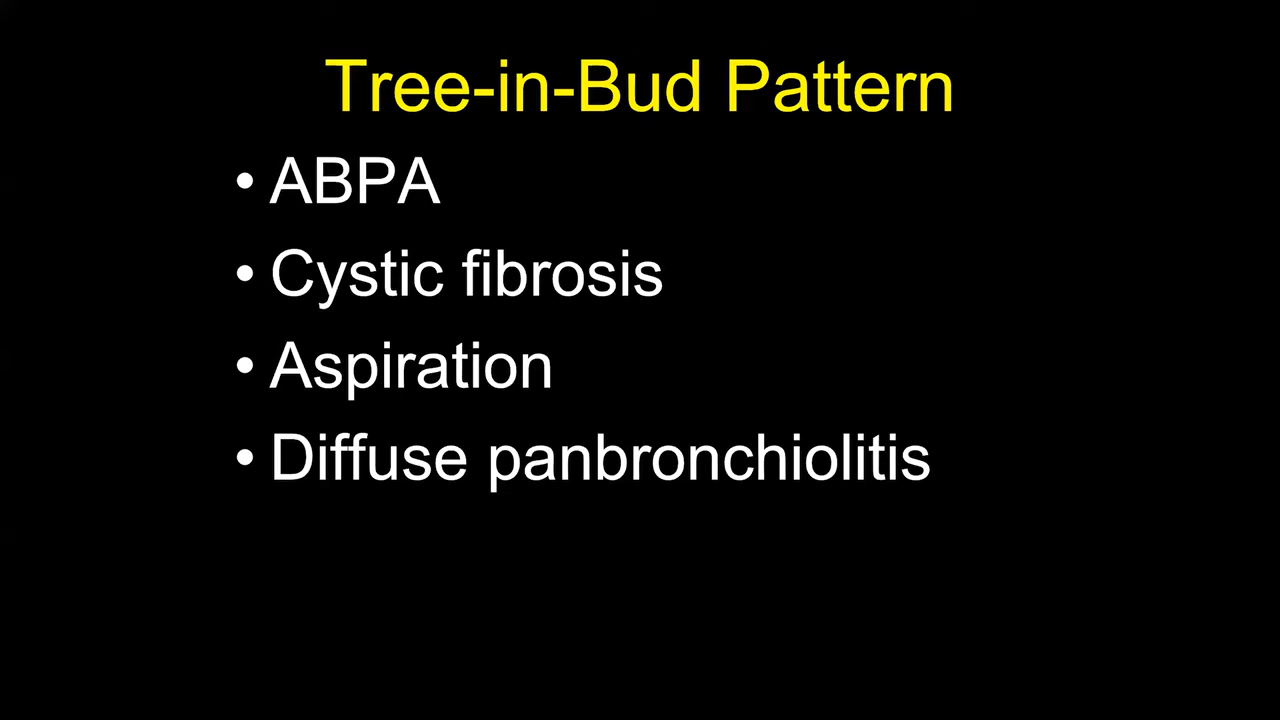 Tree-in-Bud Pattern
• ABPA
• Cystic fibrosis
• Aspiration
• Diffuse panbronchiolitis